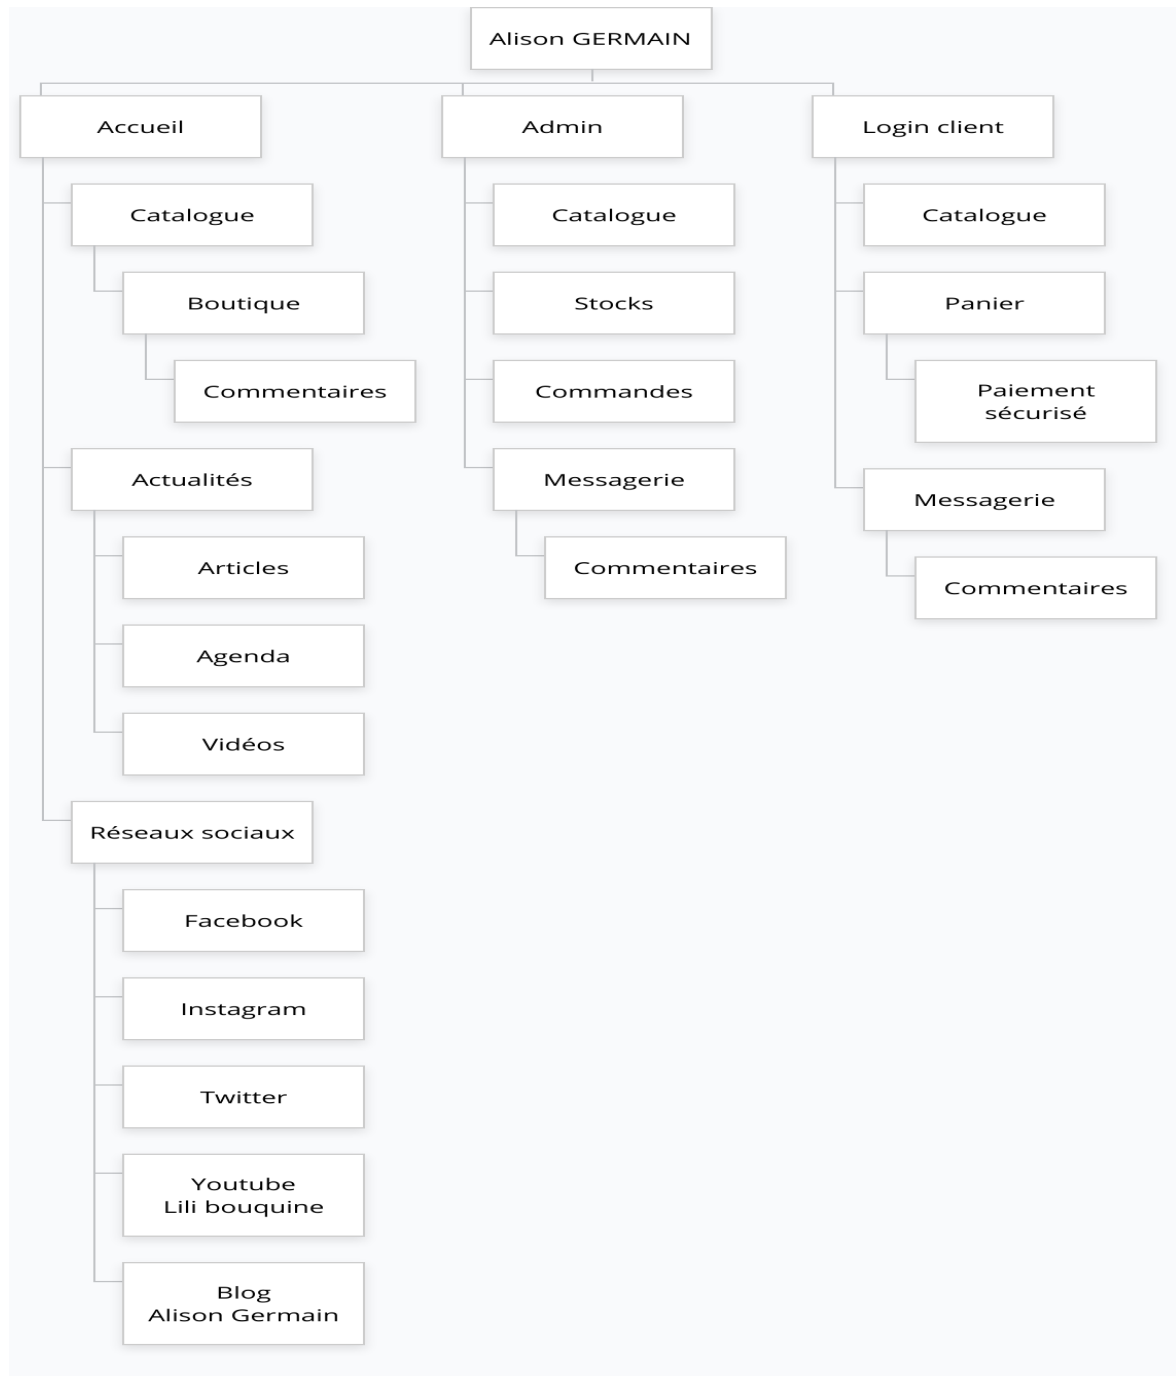 Alison GERMAIN
Accueil
Catalogue
Boutique
Commentaires
Actualités
Articles
Agenda
Vidéos
Réseaux sociaux
Facebook
Instagram
Twitter
Youtube
Lili bouquine
Blog
Alison Germain
Admin
Catalogue
Stocks
Commandes
Messagerie
Commentaires
Login client
Catalogue
Panier
Paiement
sécurisé
Messagerie
Commentaires